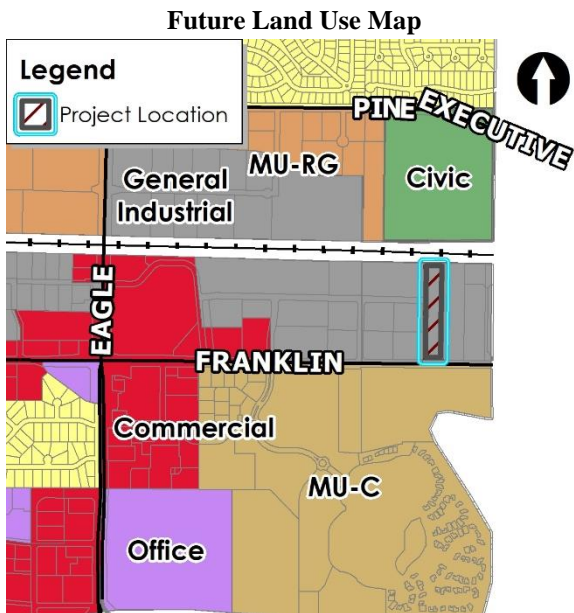 Future Land Use Map
Legend
Project Location
PINE
EXECUTIVE
MU-RG
Civic
General
Industrial
EAGLE
FRANKLIN
Commercial
MU-C
Office